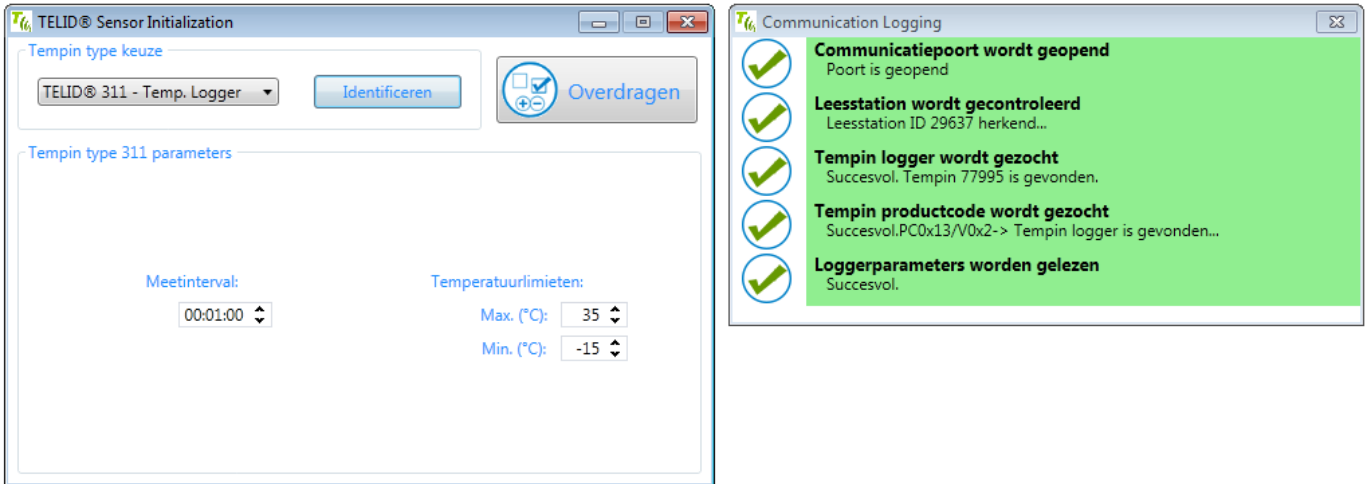 TELID® Sensor Initialization
Tempin type keuze
TELID® 311 - Temp. Logger
Identificeren
Overdragen
Tempin type 311 parameters
Meetinterval:
00:01:00
Temperatuurlimieten:
Max. (°C): 35
Min. (°C): -15
Communication Logging
Communicatiepoort wordt geopend
Poort is geopend
Leesstation wordt gecontroleerd
Leesstation ID 29637 herkend...
Tempin logger wordt gezocht
Succesvol. Tempin 77995 is gevonden.
Tempin productcode wordt gezocht
Succesvol.PC0x13/V0x2-> Tempin logger is gevonden...
Loggerparameters worden gelezen
Succesvol.